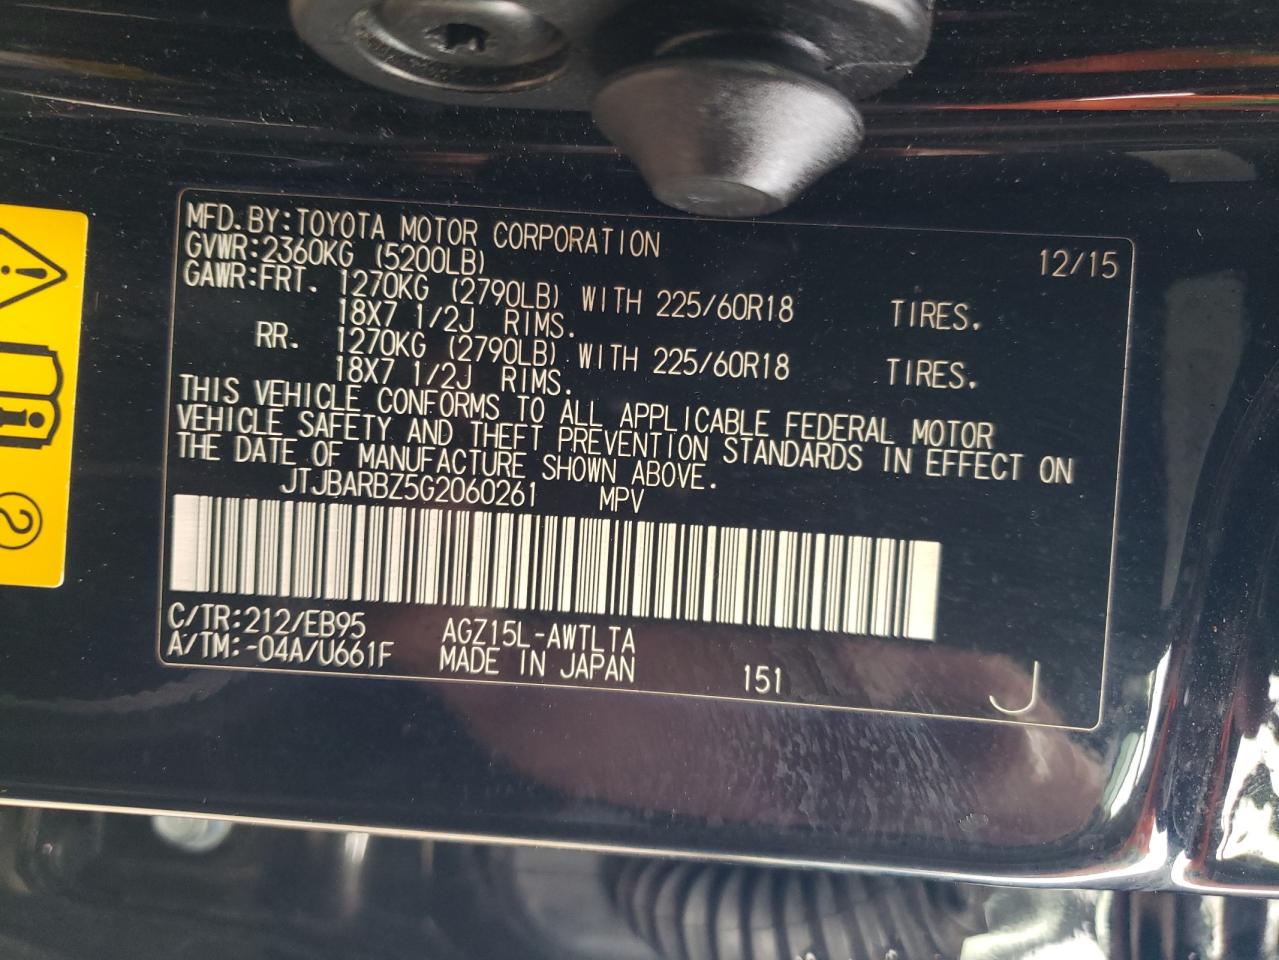 MFD.BY:TOYOTA MOTOR CORPORATION 12/15
GVWR:2360KG (5200LB)
GAWR:FRT. 1270KG (2790LB) WITH 225/60R18 TIRES.
18X7 1/2J RIMS.
RR. 1270KG (2790LB) WITH 225/60R18 TIRES.
18X7 1/2J RIMS.
THIS VEHICLE CONFORMS TO ALL APPLICABLE FEDERAL MOTOR
VEHICLE SAFETY AND THEFT PREVENTION STANDARDS IN EFFECT ON
THE DATE OF MANUFACTURE SHOWN ABOVE.
JTJBARBZ5G2060261 MPV
C/TR:212/EB95 AGZ15L-AWTLTA
A/TM:-04A/U661F MADE IN JAPAN 151 J
2